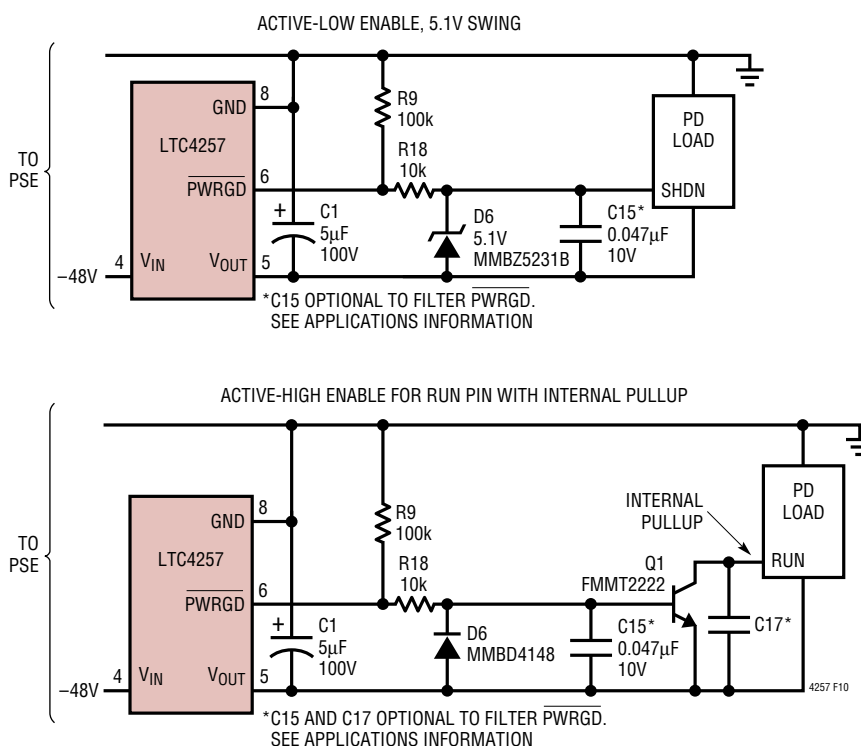 ACTIVE-LOW ENABLE, 5.1V SWING
TO
PSE
GND
8
LTC4257
PWRGD
6
–48V
4
VIN
VOUT
5
+
C1
5µF
100V
R9
100k
R18
10k
D6
5.1V
MMBZ5231B
C15*
0.047µF
10V
PD
LOAD
SHDN
*C15 OPTIONAL TO FILTER PWRGD.
SEE APPLICATIONS INFORMATION
ACTIVE-HIGH ENABLE FOR RUN PIN WITH INTERNAL PULLUP
TO
PSE
GND
8
LTC4257
PWRGD
6
–48V
4
VIN
VOUT
5
+
C1
5µF
100V
R9
100k
R18
10k
D6
MMBD4148
C15*
0.047µF
10V
Q1
FMMT2222
INTERNAL
PULLUP
C17*
PD
LOAD
RUN
4257 F10
*C15 AND C17 OPTIONAL TO FILTER PWRGD.
SEE APPLICATIONS INFORMATION